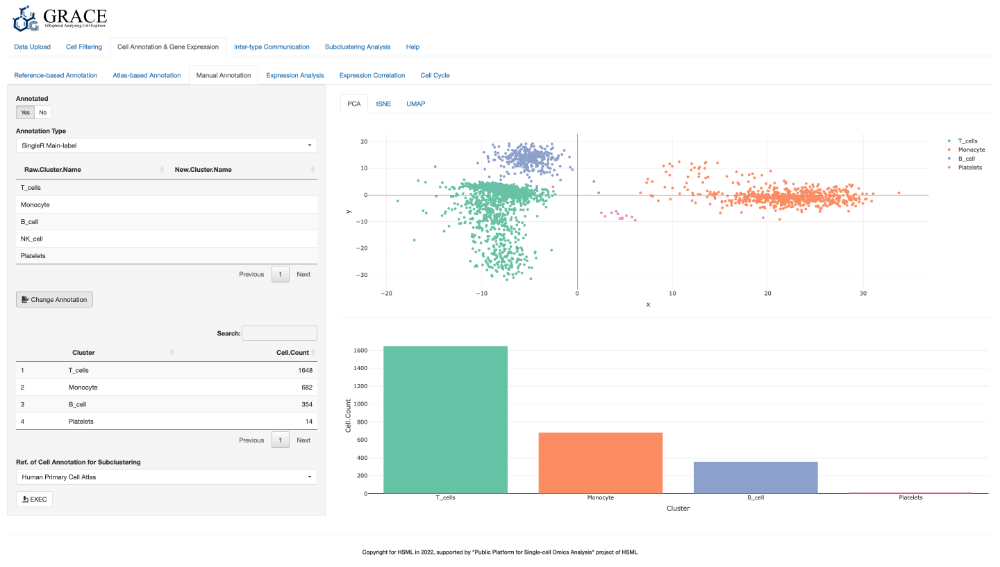 GRACE
GRaphical Analyzing Cell Explorer
Data Upload Cell Filtering Cell Annotation & Gene Expression Inter-type Communication Subclustering Analysis Help
Reference-based Annotation Atlas-based Annotation Manual Annotation Expression Analysis Expression Correlation Cell Cycle
Annotated
Yes No
Annotation Type
SingleR Main-label
Raw.Cluster.Name New.Cluster.Name
T_cells
Monocyte
B_cell
NK_cell
Platelets
Previous 1 Next
Change Annotation
Search:
Cluster Cell.Count
1 T_cells 1648
2 Monocyte 682
3 B_cell 354
4 Platelets 14
Previous 1 Next
Ref. of Cell Annotation for Subclustering
Human Primary Cell Atlas
EXEC
PCA tSNE UMAP
20
10
0
−10
−20
−30
y
−20 −10 0 10 20 30
x
T_cells
Monocyte
B_cell
Platelets
1600
1400
1200
1000
800
600
400
200
0
Cell.Count
T_cells Monocyte B_cell Platelets
Cluster
Copyright for HSML in 2022, supported by "Public Platform for Single-cell Omics Analysis" project of HSML